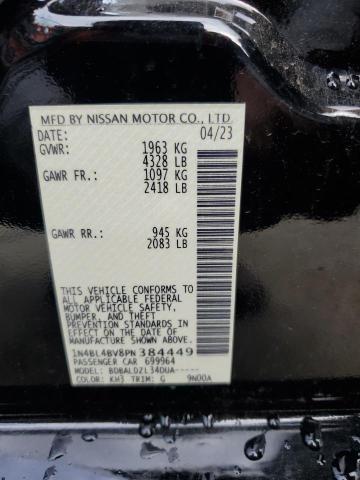 MFD BY NISSAN MOTOR CO., LTD.
DATE: 04/23
GVWR: 1963 KG
4328 LB
GAWR FR: 1097 KG
2418 LB
GAWR RR: 945 KG
2083 LB
THIS VEHICLE CONFORMS TO
ALL APPLICABLE U.S. FEDERAL
MOTOR VEHICLE SAFETY,
BUMPER, AND THEFT
PREVENTION STANDARDS IN
EFFECT ON THE DATE OF
MANUFACTURE SHOWN ABOVE.
1N4BL4BV8PN384449
PASSENGER CAR 699964
MODEL: BDBALDZL34DUA-----
COLOR: KH3 TRIM: G 9N00A